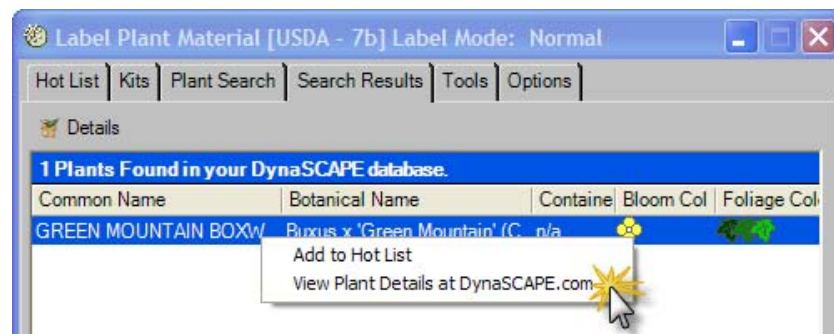 Label Plant Material [USDA - 7b] Label Mode: Normal
Hot List Kits Plant Search Search Results Tools Options
Details
1 Plants Found in your DynaSCAPE database.
Common Name Botanical Name Containe Bloom Col Foliage Col
GREEN MOUNTAIN BOXW Buxus x 'Green Mountain' (C n/a
Add to Hot List
View Plant Details at DynaSCAPE.com